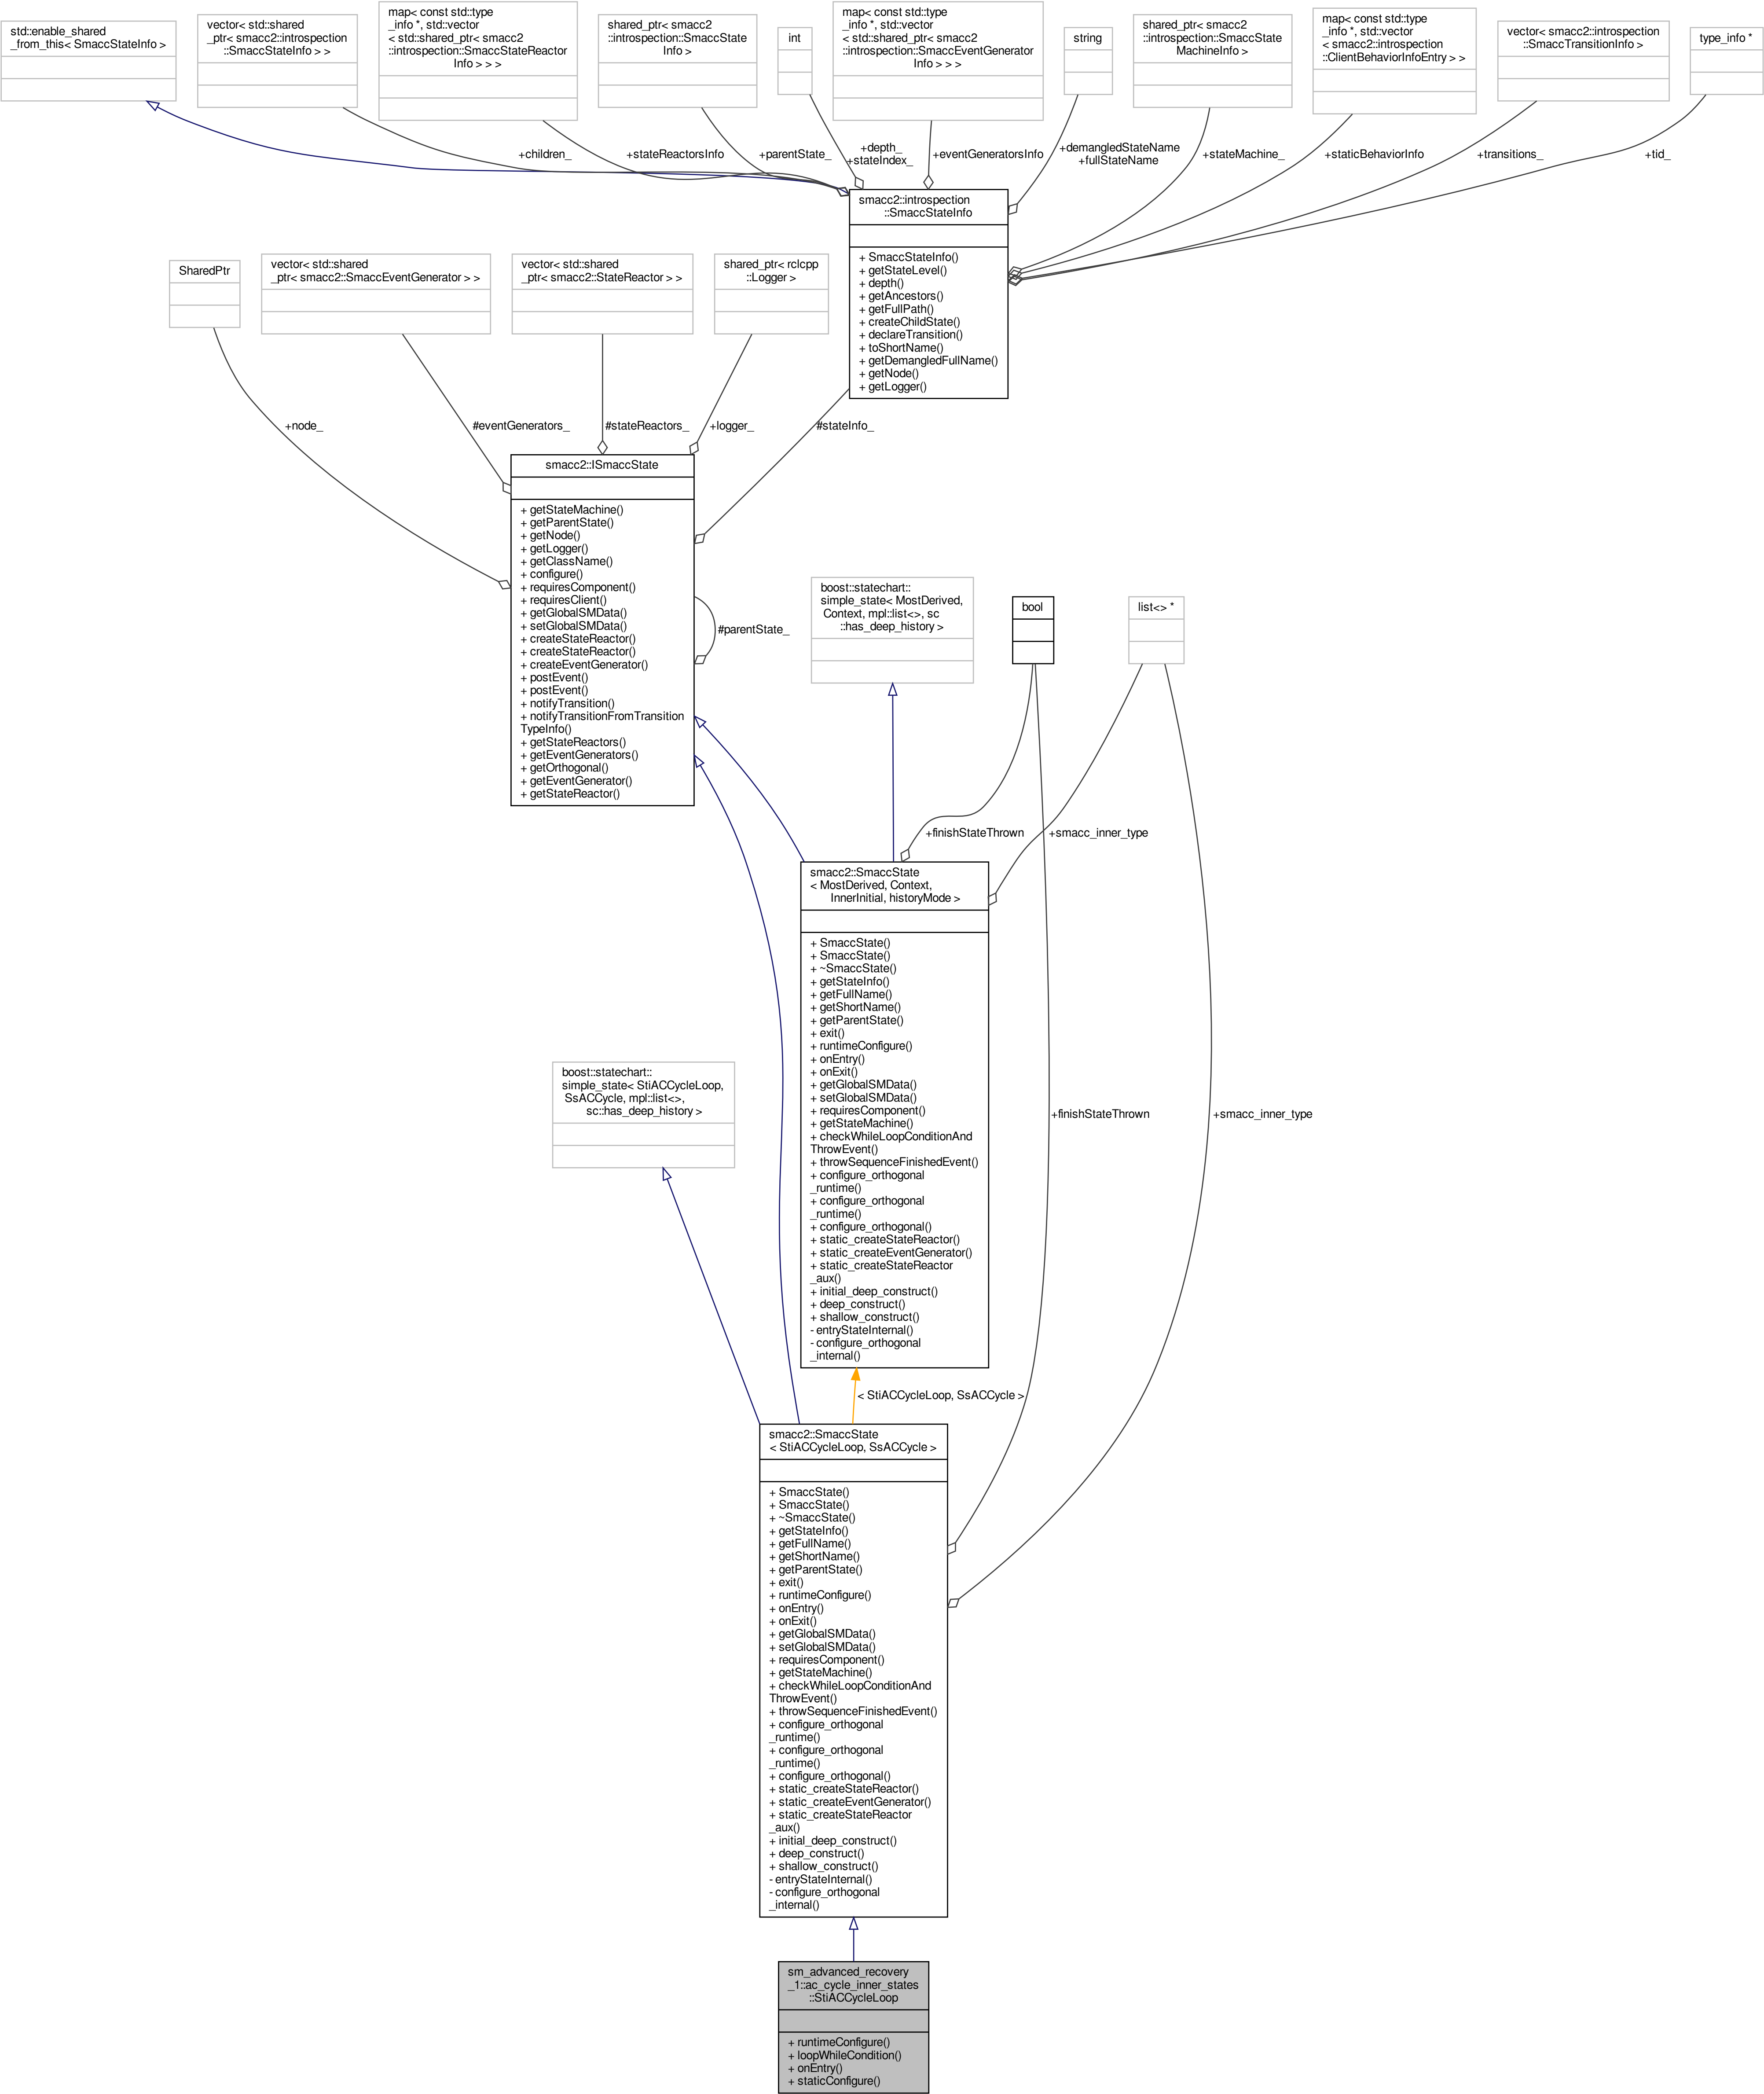 std::enable_shared
_from_this< SmaccStateInfo >
vector< std::shared
_ptr< smacc2::introspection
::SmaccStateInfo > >
map< const std::type
_info *, std::vector
< std::shared_ptr< smacc2
::introspection::SmaccStateReactor
Info > > >
shared_ptr< smacc2
::introspection::SmaccState
Info >
int
map< const std::type
_info *, std::vector
< std::shared_ptr< smacc2
::introspection::SmaccEventGenerator
Info > > >
string
shared_ptr< smacc2
::introspection::SmaccState
MachineInfo >
map< const std::type
_info *, std::vector
< smacc2::introspection
::ClientBehaviorInfoEntry > >
vector< smacc2::introspection
::SmaccTransitionInfo >
type_info *
+children_
+stateReactorsInfo
+parentState_
+depth_
+stateIndex_
+eventGeneratorsInfo
+demangledStateName
+fullStateName
+stateMachine_
+staticBehaviorInfo
+transitions_
+tid_
smacc2::introspection
::SmaccStateInfo
+ SmaccStateInfo()
+ getStateLevel()
+ depth()
+ getAncestors()
+ getFullPath()
+ createChildState()
+ declareTransition()
+ toShortName()
+ getDemangledFullName()
+ getNode()
+ getLogger()
SharedPtr
vector< std::shared
_ptr< smacc2::SmaccEventGenerator > >
vector< std::shared
_ptr< smacc2::StateReactor > >
shared_ptr< rclcpp
::Logger >
+node_
#eventGenerators_
#stateReactors_
+logger_
#stateInfo_
smacc2::ISmaccState
+ getStateMachine()
+ getParentState()
+ getNode()
+ getLogger()
+ getClassName()
+ configure()
+ requiresComponent()
+ requiresClient()
+ getGlobalSMData()
+ setGlobalSMData()
+ createStateReactor()
+ createStateReactor()
+ createEventGenerator()
+ postEvent()
+ postEvent()
+ notifyTransition()
+ notifyTransitionFromTransition
TypeInfo()
+ getStateReactors()
+ getEventGenerators()
+ getOrthogonal()
+ getEventGenerator()
+ getStateReactor()
#parentState_
boost::statechart::
simple_state< MostDerived,
Context, mpl::list<>, sc
::has_deep_history >
bool
list<> *
+finishStateThrown
+smacc_inner_type
smacc2::SmaccState
< MostDerived, Context,
InnerInitial, historyMode >
+ SmaccState()
+ SmaccState()
+ ~SmaccState()
+ getStateInfo()
+ getFullName()
+ getShortName()
+ getParentState()
+ exit()
+ runtimeConfigure()
+ onEntry()
+ onExit()
+ getGlobalSMData()
+ setGlobalSMData()
+ requiresComponent()
+ getStateMachine()
+ checkWhileLoopConditionAnd
ThrowEvent()
+ throwSequenceFinishedEvent()
+ configure_orthogonal
_runtime()
+ configure_orthogonal
_runtime()
+ configure_orthogonal()
+ static_createStateReactor()
+ static_createEventGenerator()
+ static_createStateReactor
_aux()
+ initial_deep_construct()
+ deep_construct()
+ shallow_construct()
- entryStateInternal()
- configure_orthogonal
_internal()
boost::statechart::
simple_state< StiACCycleLoop,
SsACCycle, mpl::list<>,
sc::has_deep_history >
+finishStateThrown
+smacc_inner_type
< StiACCycleLoop, SsACCycle >
smacc2::SmaccState
< StiACCycleLoop, SsACCycle >
+ SmaccState()
+ SmaccState()
+ ~SmaccState()
+ getStateInfo()
+ getFullName()
+ getShortName()
+ getParentState()
+ exit()
+ runtimeConfigure()
+ onEntry()
+ onExit()
+ getGlobalSMData()
+ setGlobalSMData()
+ requiresComponent()
+ getStateMachine()
+ checkWhileLoopConditionAnd
ThrowEvent()
+ throwSequenceFinishedEvent()
+ configure_orthogonal
_runtime()
+ configure_orthogonal
_runtime()
+ configure_orthogonal()
+ static_createStateReactor()
+ static_createEventGenerator()
+ static_createStateReactor
_aux()
+ initial_deep_construct()
+ deep_construct()
+ shallow_construct()
- entryStateInternal()
- configure_orthogonal
_internal()
sm_advanced_recovery
_1::ac_cycle_inner_states
::StiACCycleLoop
+ runtimeConfigure()
+ loopWhileCondition()
+ onEntry()
+ staticConfigure()